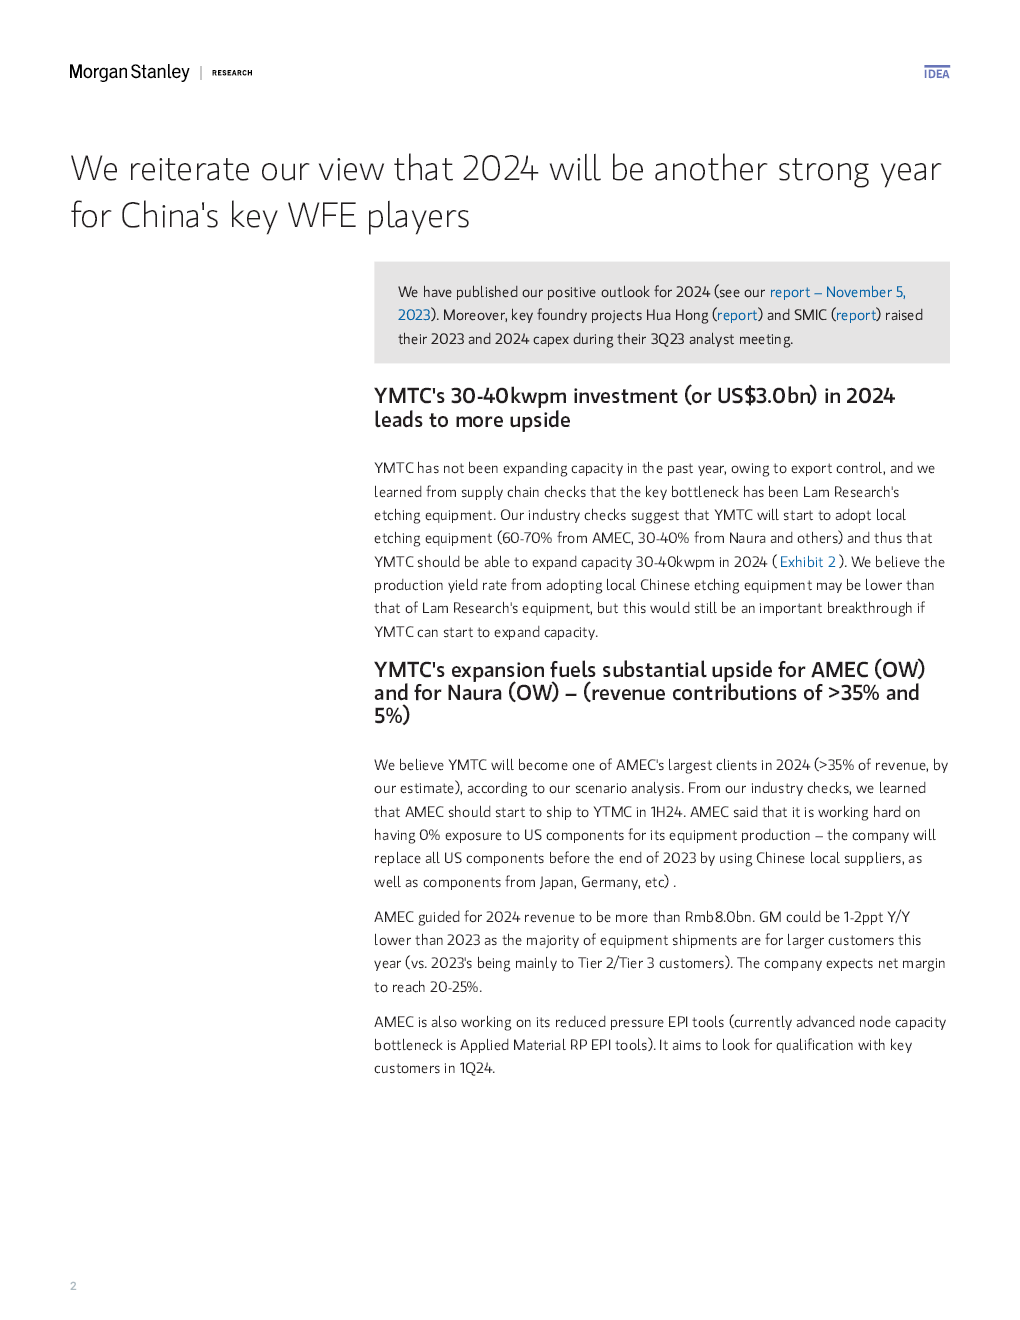 Morgan Stanley | RESEARCH
IDEA
We reiterate our view that 2024 will be another strong year
for China's key WFE players
We have published our positive outlook for 2024 (see our report – November 5,
2023). Moreover, key foundry projects Hua Hong (report) and SMIC (report) raised
their 2023 and 2024 capex during their 3Q23 analyst meeting.
YMTC's 30-40kwpm investment (or US$3.0bn) in 2024
leads to more upside
YMTC has not been expanding capacity in the past year, owing to export control, and we
learned from supply chain checks that the key bottleneck has been Lam Research's
etching equipment. Our industry checks suggest that YMTC will start to adopt local
etching equipment (60-70% from AMEC, 30-40% from Naura and others) and thus that
YMTC should be able to expand capacity 30-40kwpm in 2024 ( Exhibit 2 ). We believe the
production yield rate from adopting local Chinese etching equipment may be lower than
that of Lam Research's equipment, but this would still be an important breakthrough if
YMTC can start to expand capacity.
YMTC's expansion fuels substantial upside for AMEC (OW)
and for Naura (OW) – (revenue contributions of >35% and
5%)
We believe YMTC will become one of AMEC's largest clients in 2024 (>35% of revenue, by
our estimate), according to our scenario analysis. From our industry checks, we learned
that AMEC should start to ship to YTMC in 1H24. AMEC said that it is working hard on
having 0% exposure to US components for its equipment production – the company will
replace all US components before the end of 2023 by using Chinese local suppliers, as
well as components from Japan, Germany, etc) .
AMEC guided for 2024 revenue to be more than Rmb8.0bn. GM could be 1-2ppt Y/Y
lower than 2023 as the majority of equipment shipments are for larger customers this
year (vs. 2023's being mainly to Tier 2/Tier 3 customers). The company expects net margin
to reach 20-25%.
AMEC is also working on its reduced pressure EPI tools (currently advanced node capacity
bottleneck is Applied Material RP EPI tools). It aims to look for qualification with key
customers in 1Q24.
2